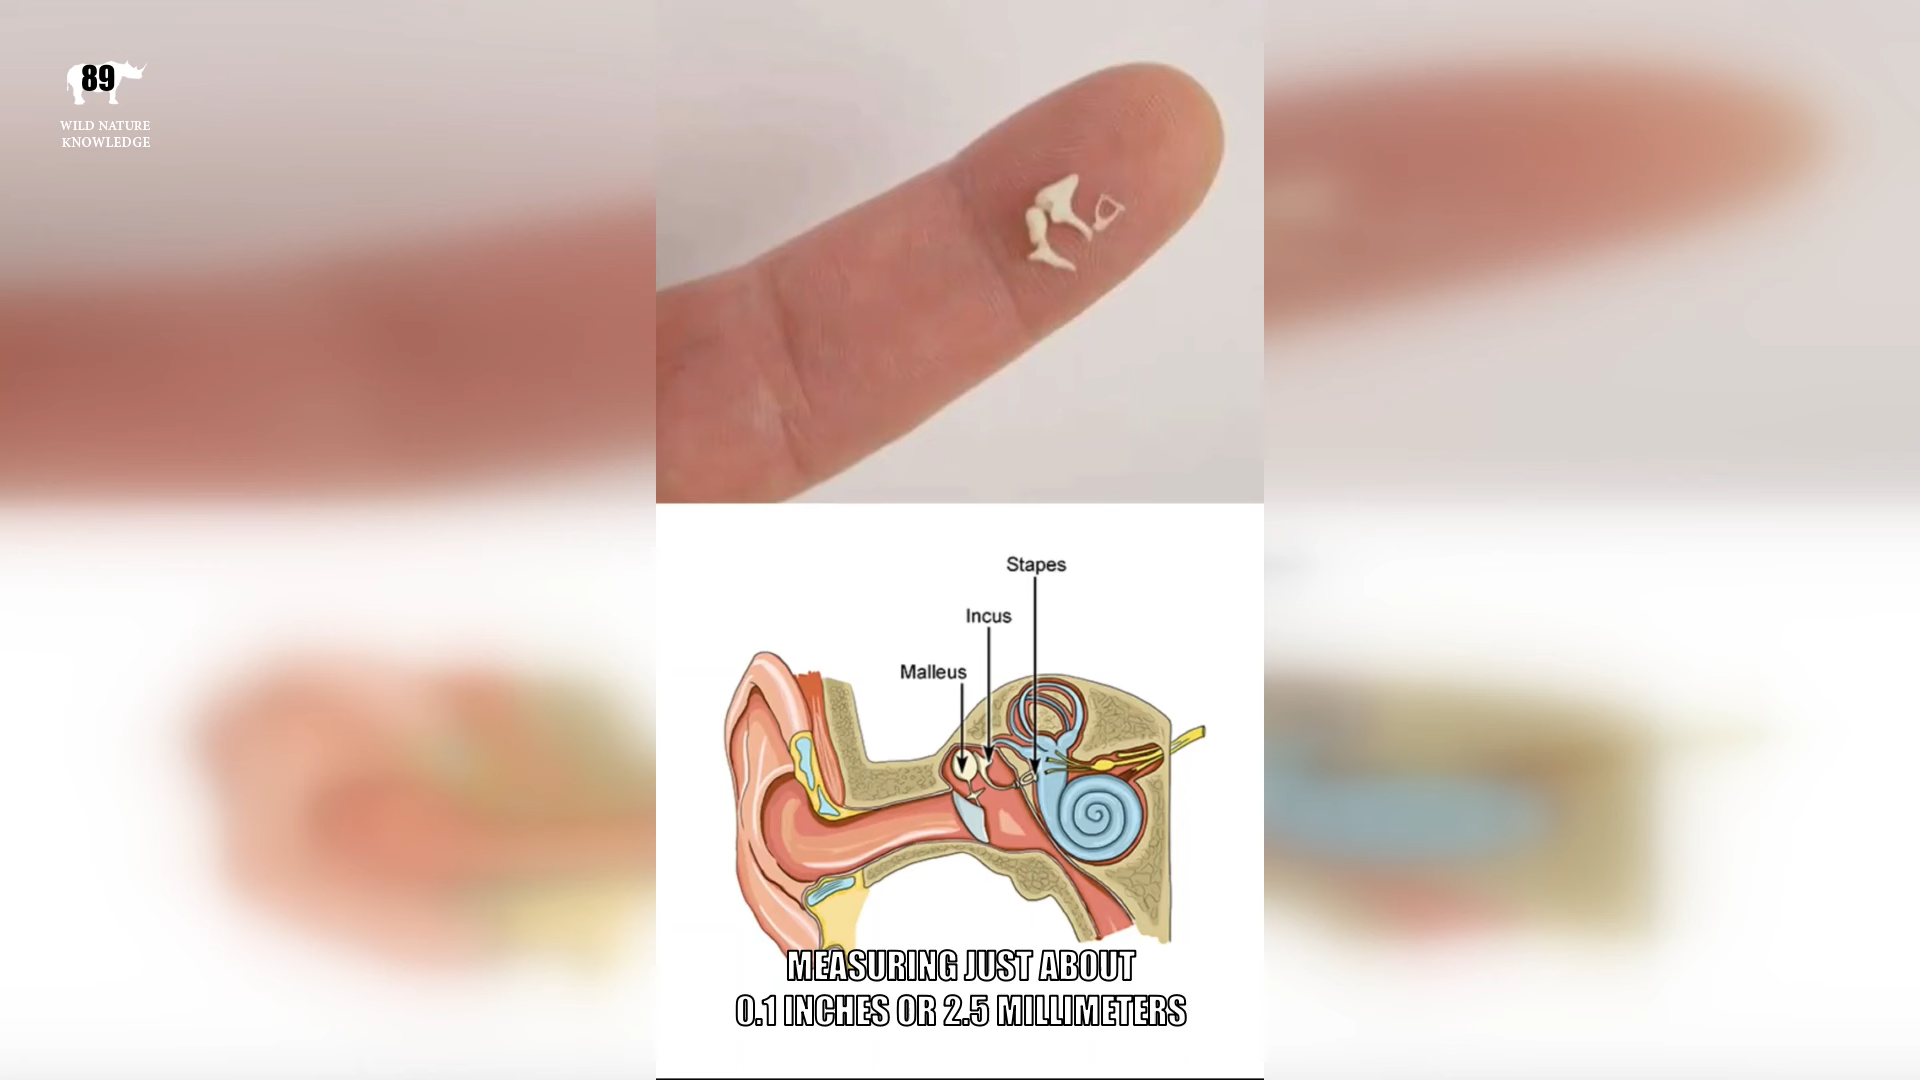 89
WILD NATURE
KNOWLEDGE
Stapes
Incus
Malleus
MEASURING JUST ABOUT
0.1 INCHES OR 2.5 MILLIMETERS